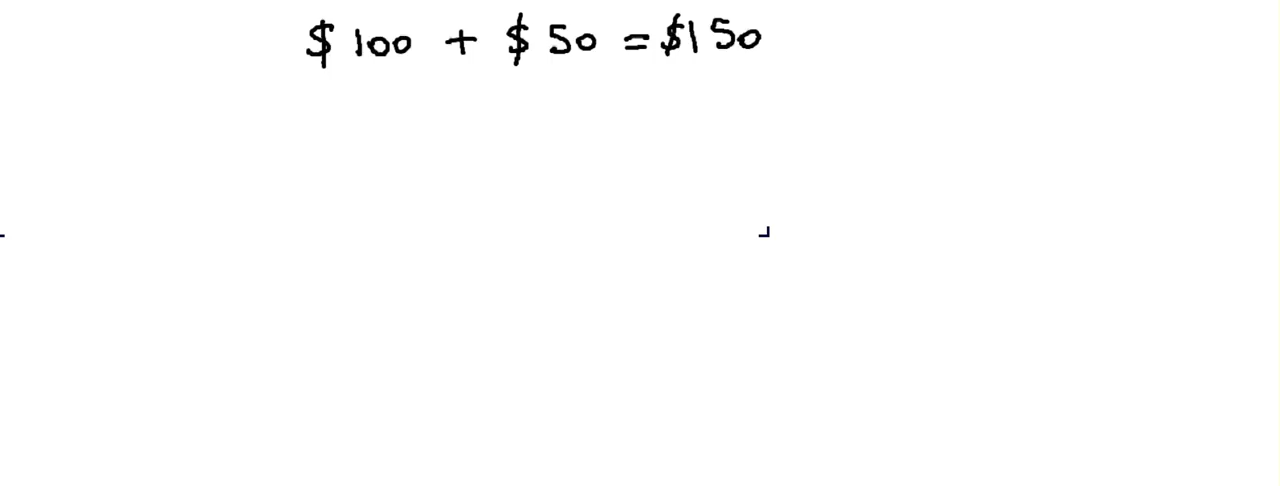 $ 100 + $ 50 = $150